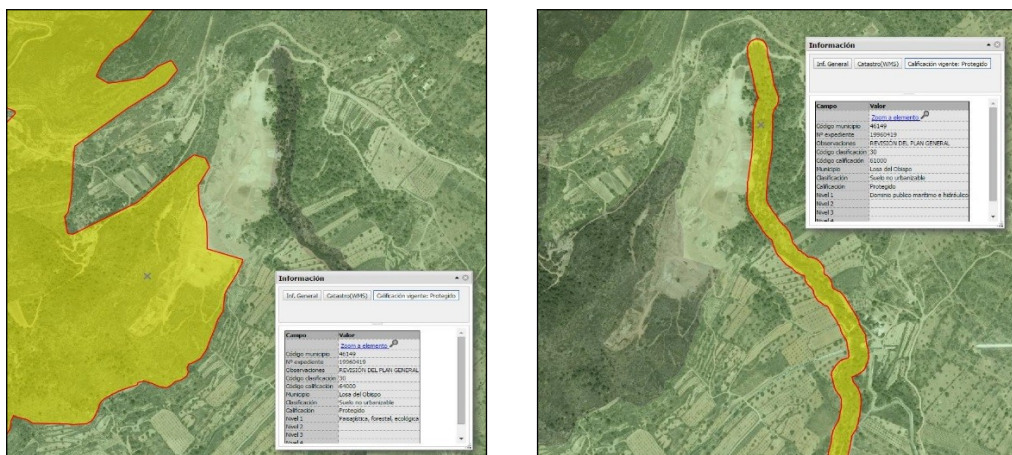 Información
Inf. General Catastro(WMS) Calificación vigente: Protegido
Campo Valor
Zoom a elemento
Código municipio 46149
Nº expediente 19960419
Observaciones REVISIÓN DEL PLAN GENERAL
Código clasificación 30
Código calificación 64000
Municipio Losa del Obispo
Clasificación Suelo no urbanizable
Calificación Protegido
Nivel 1 Paisajística, forestal, ecológica
Nivel 2
Nivel 3
Nivel 4
Información
Inf. General Catastro(WMS) Calificación vigente: Protegido
Campo Valor
Zoom a elemento
Código municipio 46149
Nº expediente 19960419
Observaciones REVISIÓN DEL PLAN GENERAL
Código clasificación 30
Código calificación 61000
Municipio Losa del Obispo
Clasificación Suelo no urbanizable
Calificación Protegido
Nivel 1 Dominio publico marítimo e hidráulico
Nivel 2
Nivel 3
Nivel 4